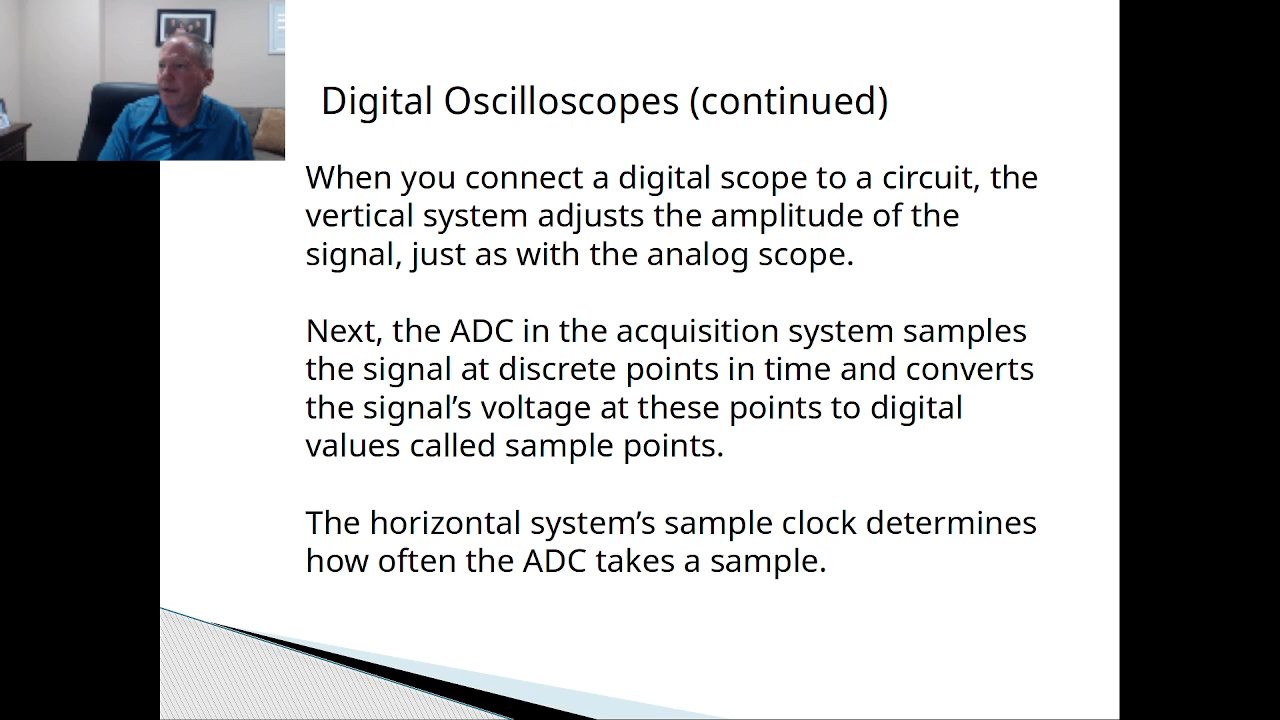 Digital Oscilloscopes (continued)
When you connect a digital scope to a circuit, the
vertical system adjusts the amplitude of the
signal, just as with the analog scope.
Next, the ADC in the acquisition system samples
the signal at discrete points in time and converts
the signal’s voltage at these points to digital
values called sample points.
The horizontal system’s sample clock determines
how often the ADC takes a sample.